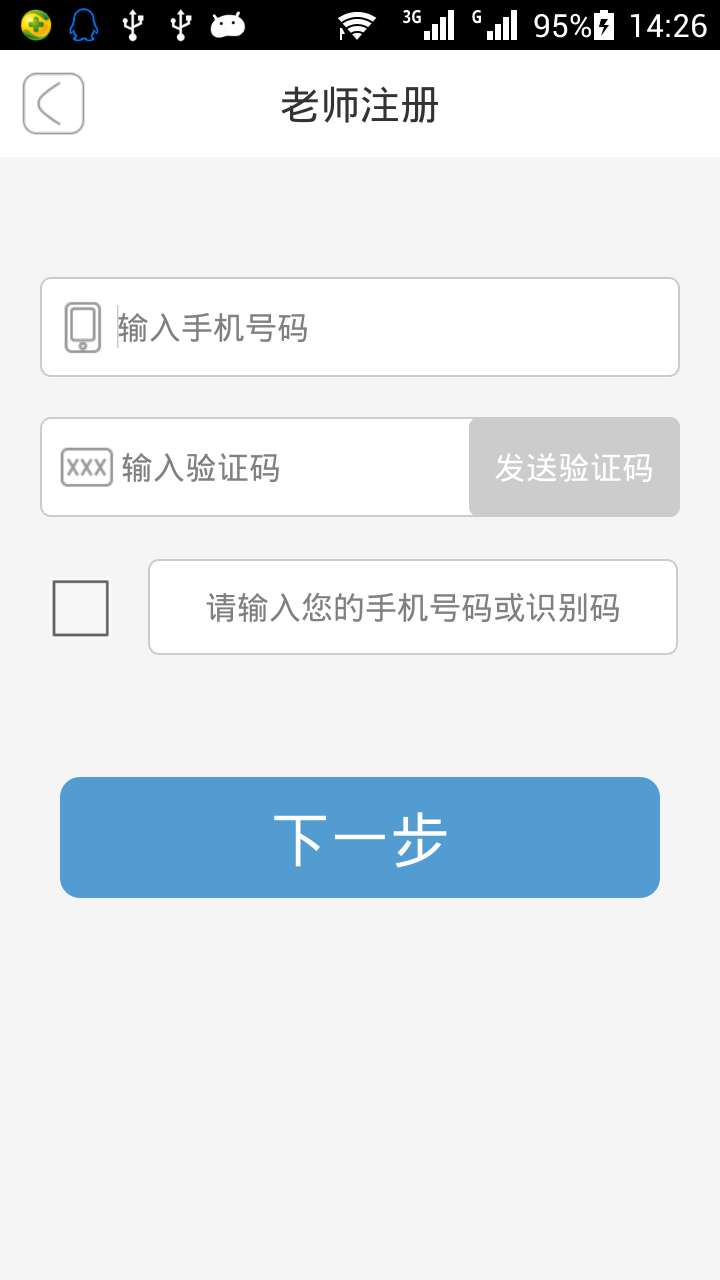 3G G 95% 14:26
老师注册
输入手机号码
XXX 输入验证码 发送验证码
请输入您的手机号码或识别码
下一步